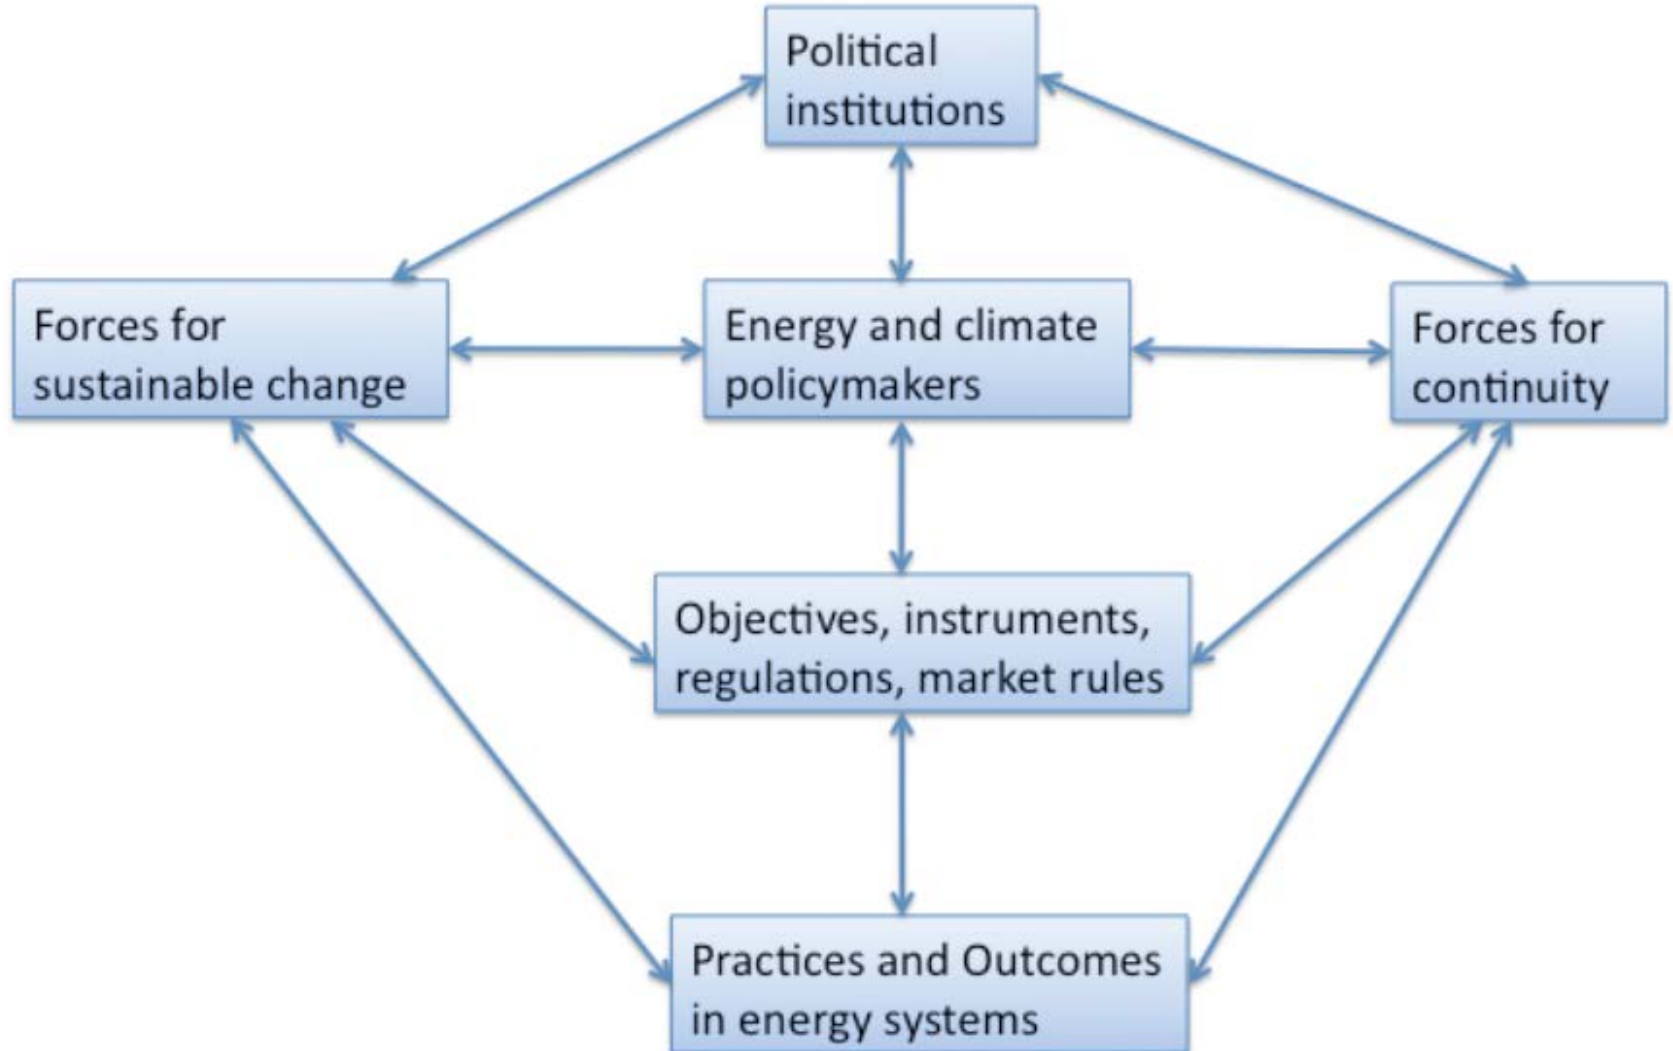 Political
institutions
Forces for
sustainable change
Energy and climate
policymakers
Forces for
continuity
Objectives, instruments,
regulations, market rules
Practices and Outcomes
in energy systems